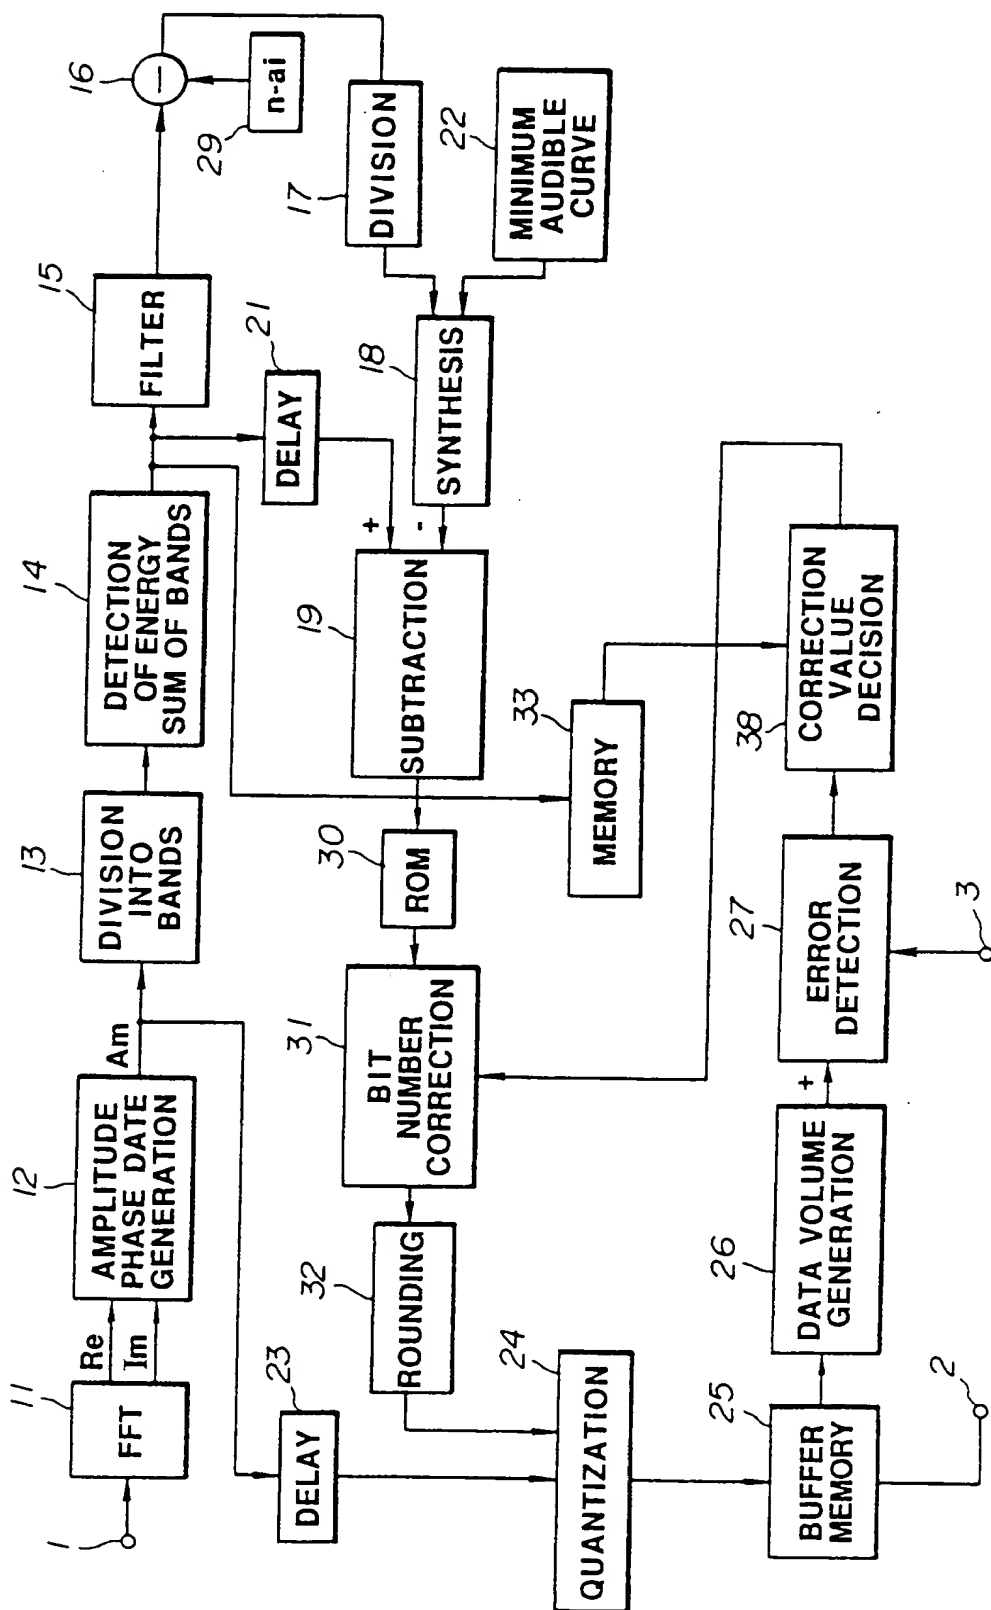 1
11
FFT
Re
Im
12
AMPLITUDE
PHASE DATE
GENERATION
Am
13
DIVISION
INTO
BANDS
14
DETECTION
OF ENERGY
SUM OF BANDS
15
FILTER
16
−
29
n-ai
17
DIVISION
22
MINIMUM
AUDIBLE
CURVE
21
DELAY
18
SYNTHESIS
+
-
19
SUBTRACTION
30
ROM
33
MEMORY
31
BIT
NUMBER
CORRECTION
32
ROUNDING
23
DELAY
24
QUANTIZATION
25
BUFFER
MEMORY
2
26
DATA VOLUME
GENERATION
+
27
ERROR
DETECTION
3
38
CORRECTION
VALUE
DECISION